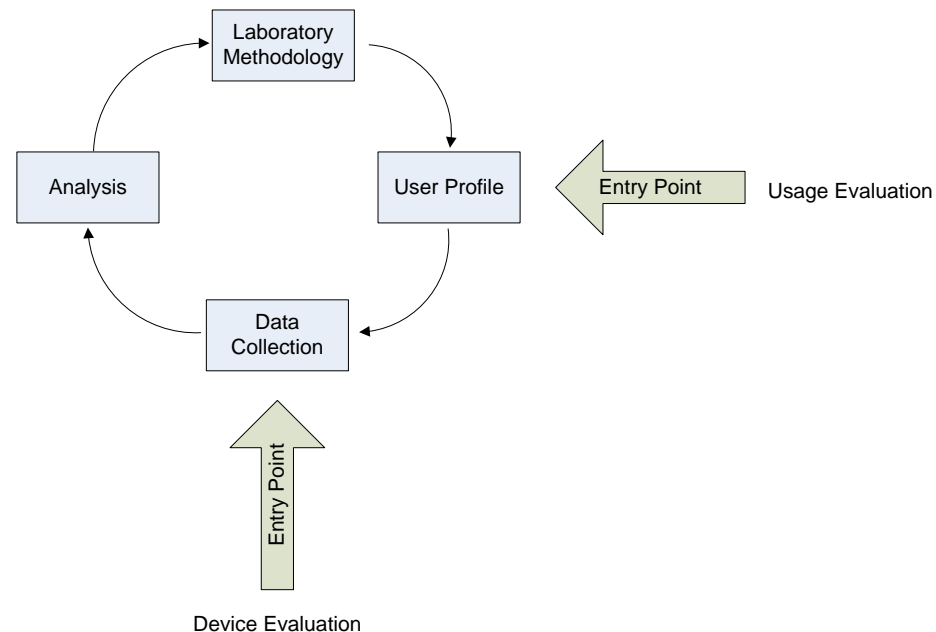 Laboratory
Methodology
Analysis
User Profile
Entry Point
Usage Evaluation
Data
Collection
Entry Point
Device Evaluation